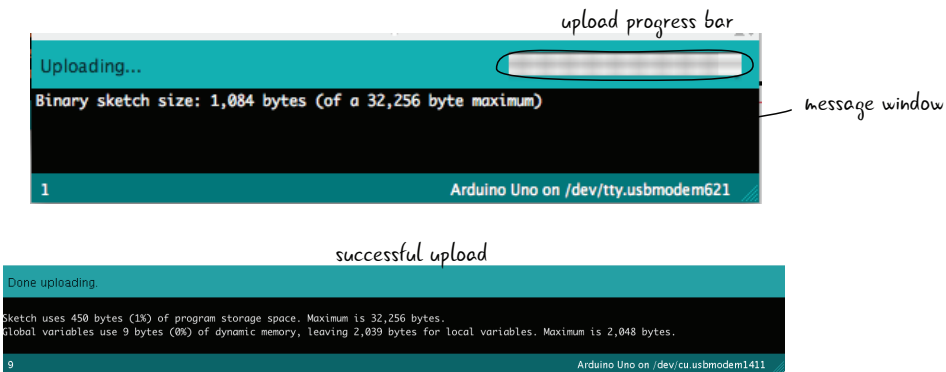 upload progress bar
Uploading...
Binary sketch size: 1,084 bytes (of a 32,256 byte maximum)
message window
1 Arduino Uno on /dev/tty.usbmodem621
successful upload
Done uploading.
Sketch uses 450 bytes (1%) of program storage space. Maximum is 32,256 bytes.
Global variables use 9 bytes (0%) of dynamic memory, leaving 2,039 bytes for local variables. Maximum is 2,048 bytes.
9 Arduino Uno on /dev/cu.usbmodem1411